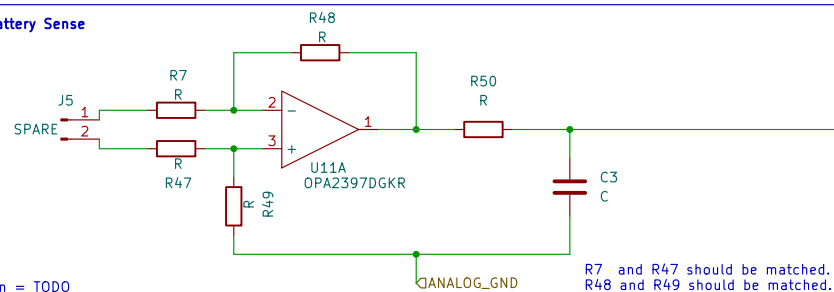 attery Sense
R48
R
R7
R
J5
1
2
SPARE
R
R47
2
3
1
U11A
OPA2397DGKR
R
R49
R50
R
C3
C
ANALOG_GND
R7 and R47 should be matched.
R48 and R49 should be matched.
n = TODO